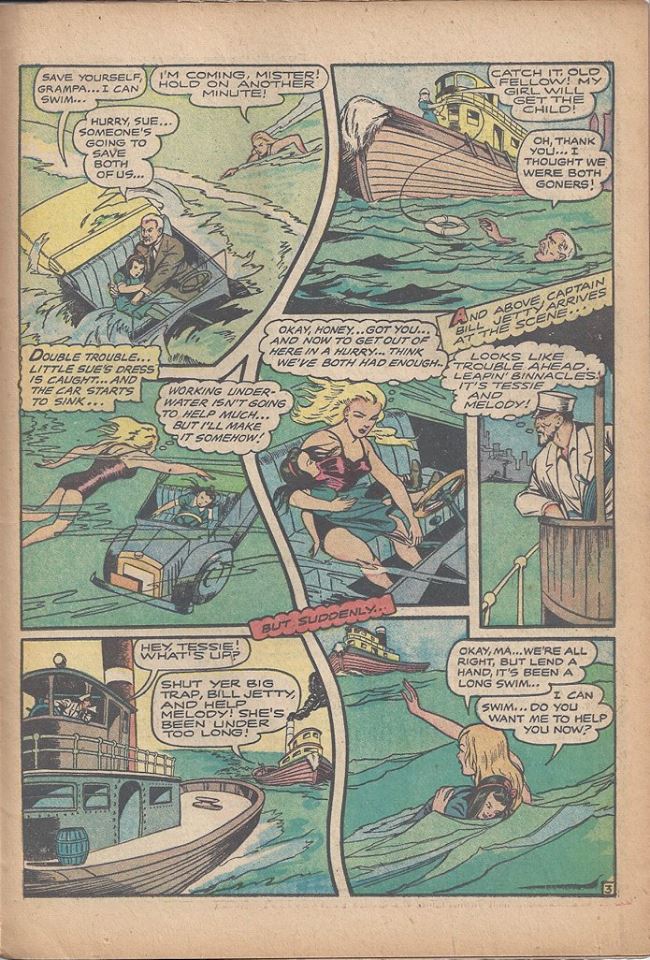 SAVE YOURSELF,
GRAMPA...I CAN
SWIM...
I'M COMING, MISTER!
HOLD ON ANOTHER
MINUTE!
HURRY, SUE...
SOMEONE'S
GOING TO
SAVE
BOTH
OF US...
CATCH IT, OLD
FELLOW! MY
GIRL WILL
GET THE
CHILD!
OH, THANK
YOU...I
THOUGHT WE
WERE BOTH
GONERS!
DOUBLE TROUBLE...
LITTLE SUE'S DRESS
IS CAUGHT...AND
THE CAR STARTS
TO SINK...
WORKING UNDER-
WATER ISN'T GOING
TO HELP MUCH...
BUT I'LL MAKE
IT SOMEHOW!
OKAY, HONEY...GOT YOU...
AND NOW TO GET OUT OF
HERE IN A HURRY...THINK
WE'VE BOTH HAD ENOUGH..
AND ABOVE, CAPTAIN
BILL JETTY ARRIVES
AT THE SCENE...
LOOKS LIKE
TROUBLE AHEAD.
LEAPIN' BINNACLES!
IT'S TESSIE
AND
MELODY!
BUT SUDDENLY...
HEY, TESSIE!
WHAT'S UP?
SHUT YER BIG
TRAP, BILL JETTY,
AND HELP
MELODY! SHE'S
BEEN UNDER
TOO LONG!
OKAY, MA...WE'RE ALL
RIGHT, BUT LEND A
HAND, IT'S BEEN A
LONG SWIM...
I CAN
SWIM... DO YOU
WANT ME TO HELP
YOU NOW?
3